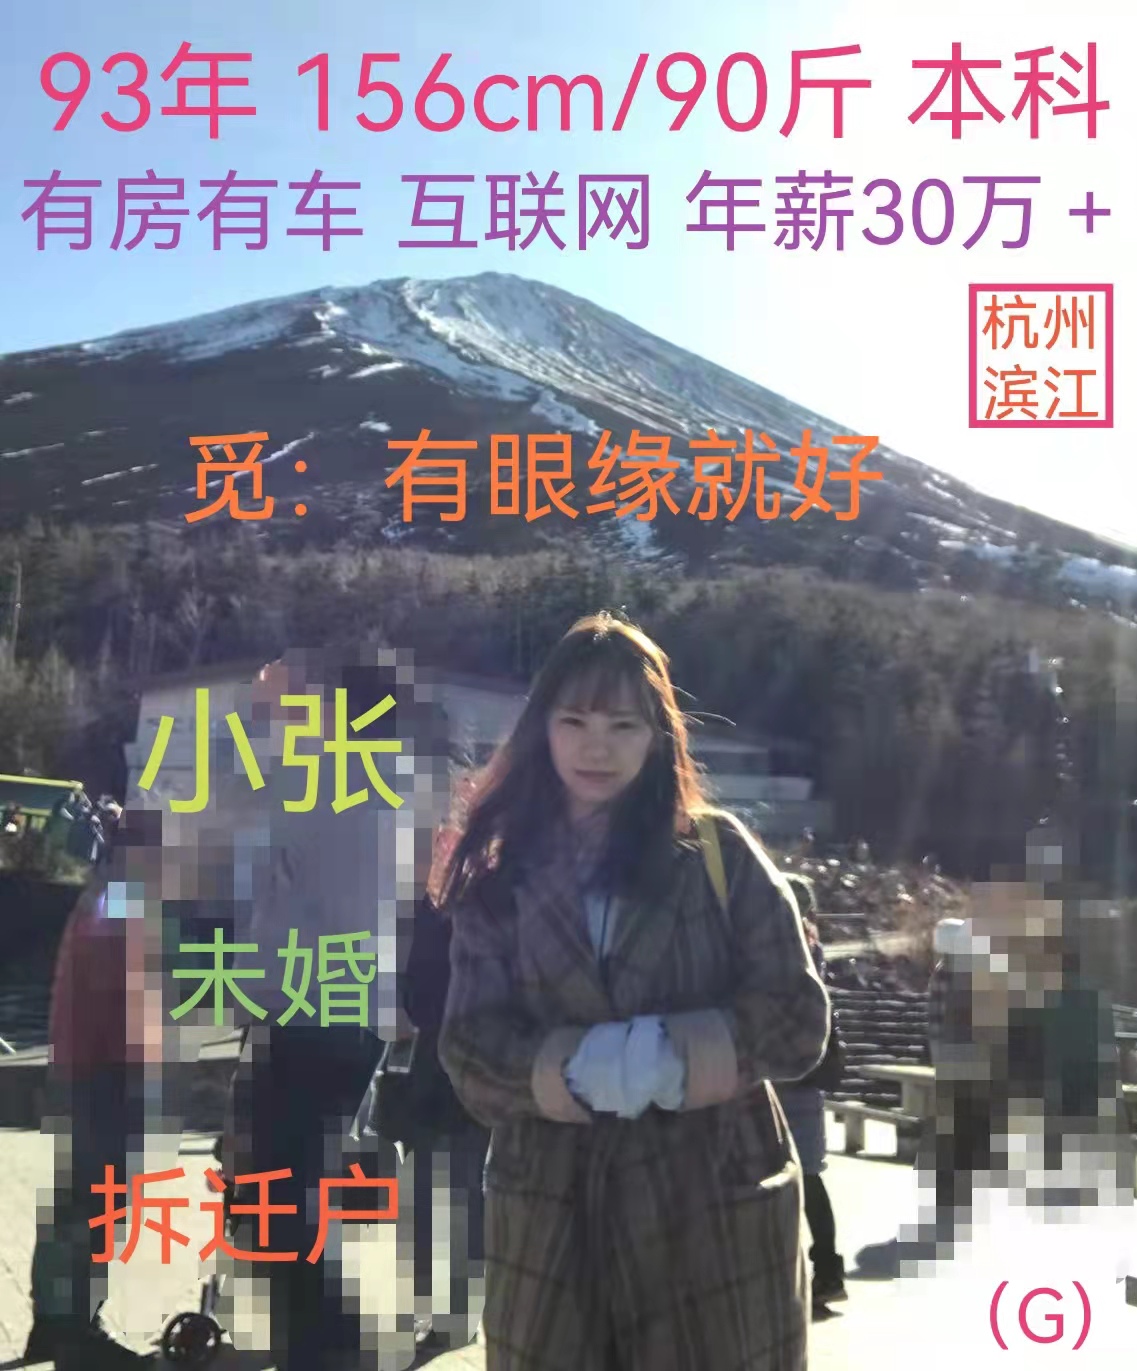 93年 156cm/90斤 本科
有房有车 互联网 年薪30万 +
杭州
滨江
觅：有眼缘就好
小张
未婚
拆迁户
（G）